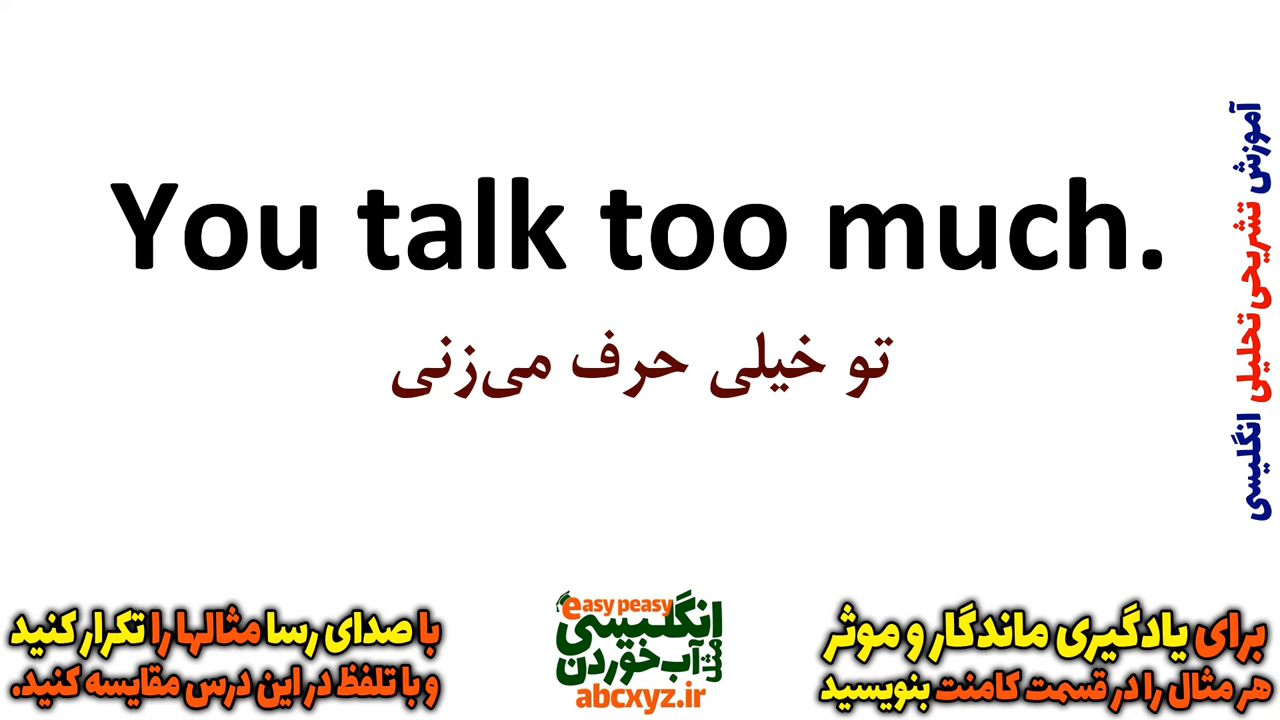 You talk too much.
تو خیلی حرف می‌زنی
آموزش تشریحی تحلیلی انگلیسی
با صدای رسا مثالها را تکرار کنید
و با تلفظ در این درس مقایسه کنید.
easy peasy
انگلیسی
مثل آب خوردن
abcxyz.ir
برای یادگیری ماندگار و موثر
هر مثال را در قسمت کامنت بنویسید